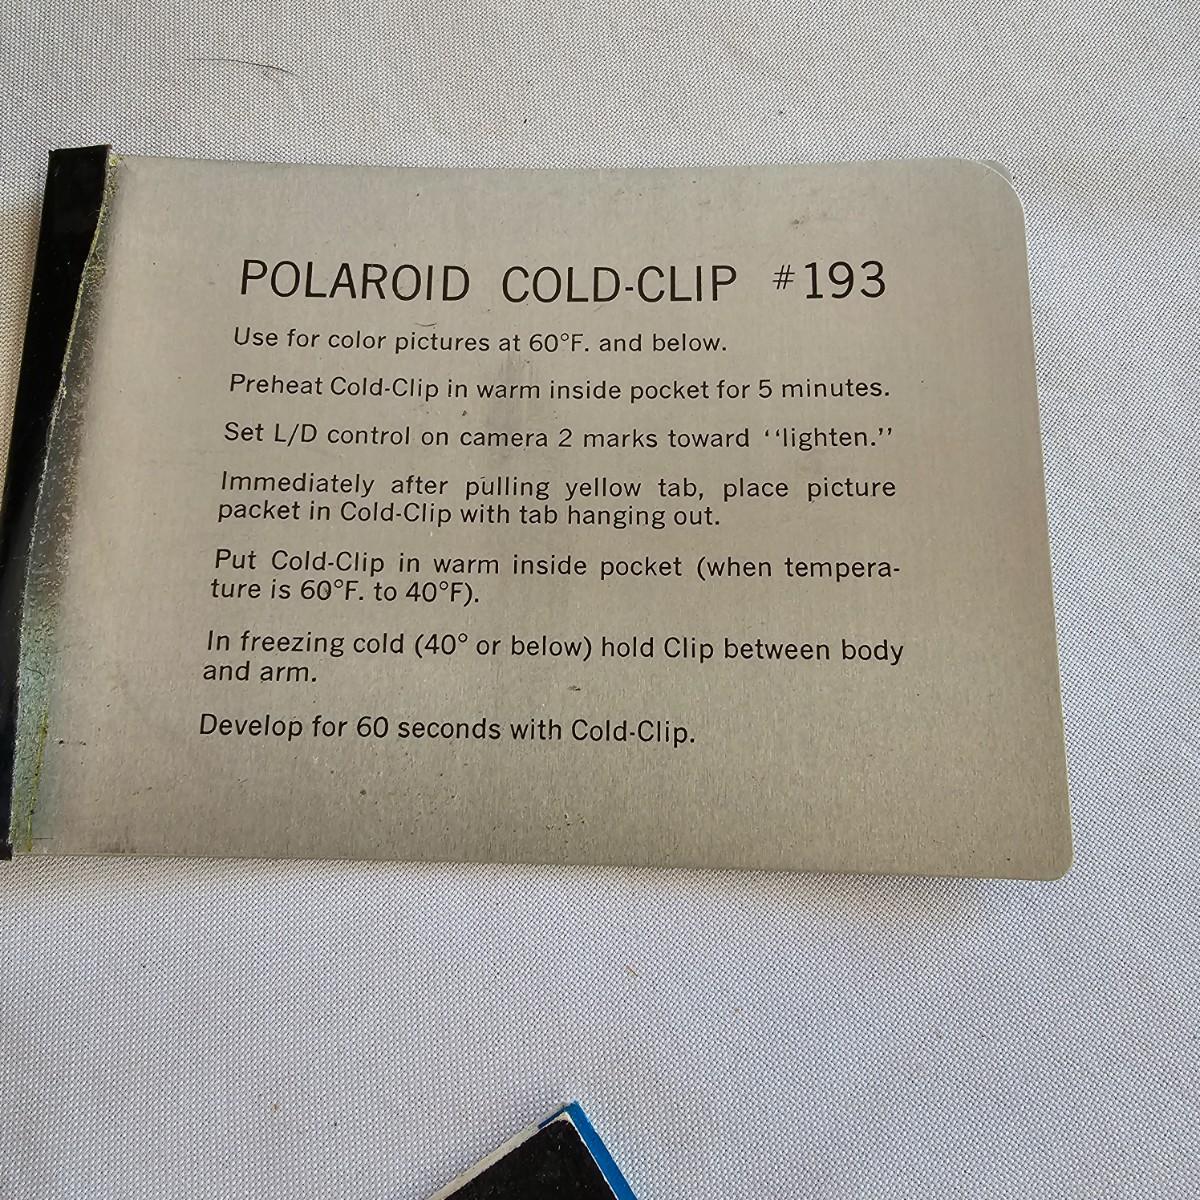 POLAROID COLD-CLIP #193
Use for color pictures at 60°F. and below.
Preheat Cold-Clip in warm inside pocket for 5 minutes.
Set L/D control on camera 2 marks toward ‘‘lighten.’’
Immediately after pulling yellow tab, place picture
packet in Cold-Clip with tab hanging out.
Put Cold-Clip in warm inside pocket (when tempera-
ture is 60°F. to 40°F).
In freezing cold (40° or below) hold Clip between body
and arm.
Develop for 60 seconds with Cold-Clip.